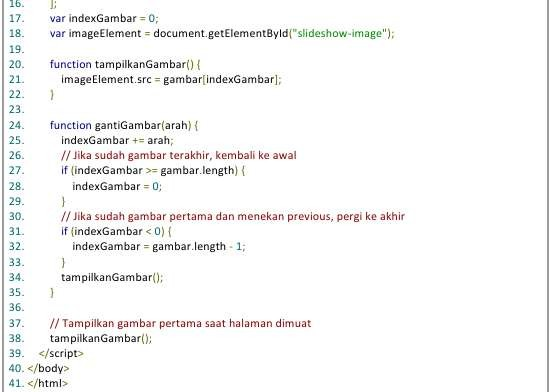 16. ];
17. var indexGambar = 0;
18. var imageElement = document.getElementById("slideshow-image");
19.
20. function tampilkanGambar() {
21. imageElement.src = gambar[indexGambar];
22. }
23.
24. function gantiGambar(arah) {
25. indexGambar += arah;
26. // Jika sudah gambar terakhir, kembali ke awal
27. if (indexGambar >= gambar.length) {
28. indexGambar = 0;
29. }
30. // Jika sudah gambar pertama dan menekan previous, pergi ke akhir
31. if (indexGambar < 0) {
32. indexGambar = gambar.length - 1;
33. }
34. tampilkanGambar();
35. }
36.
37. // Tampilkan gambar pertama saat halaman dimuat
38. tampilkanGambar();
39. </script>
40. </body>
41. </html>